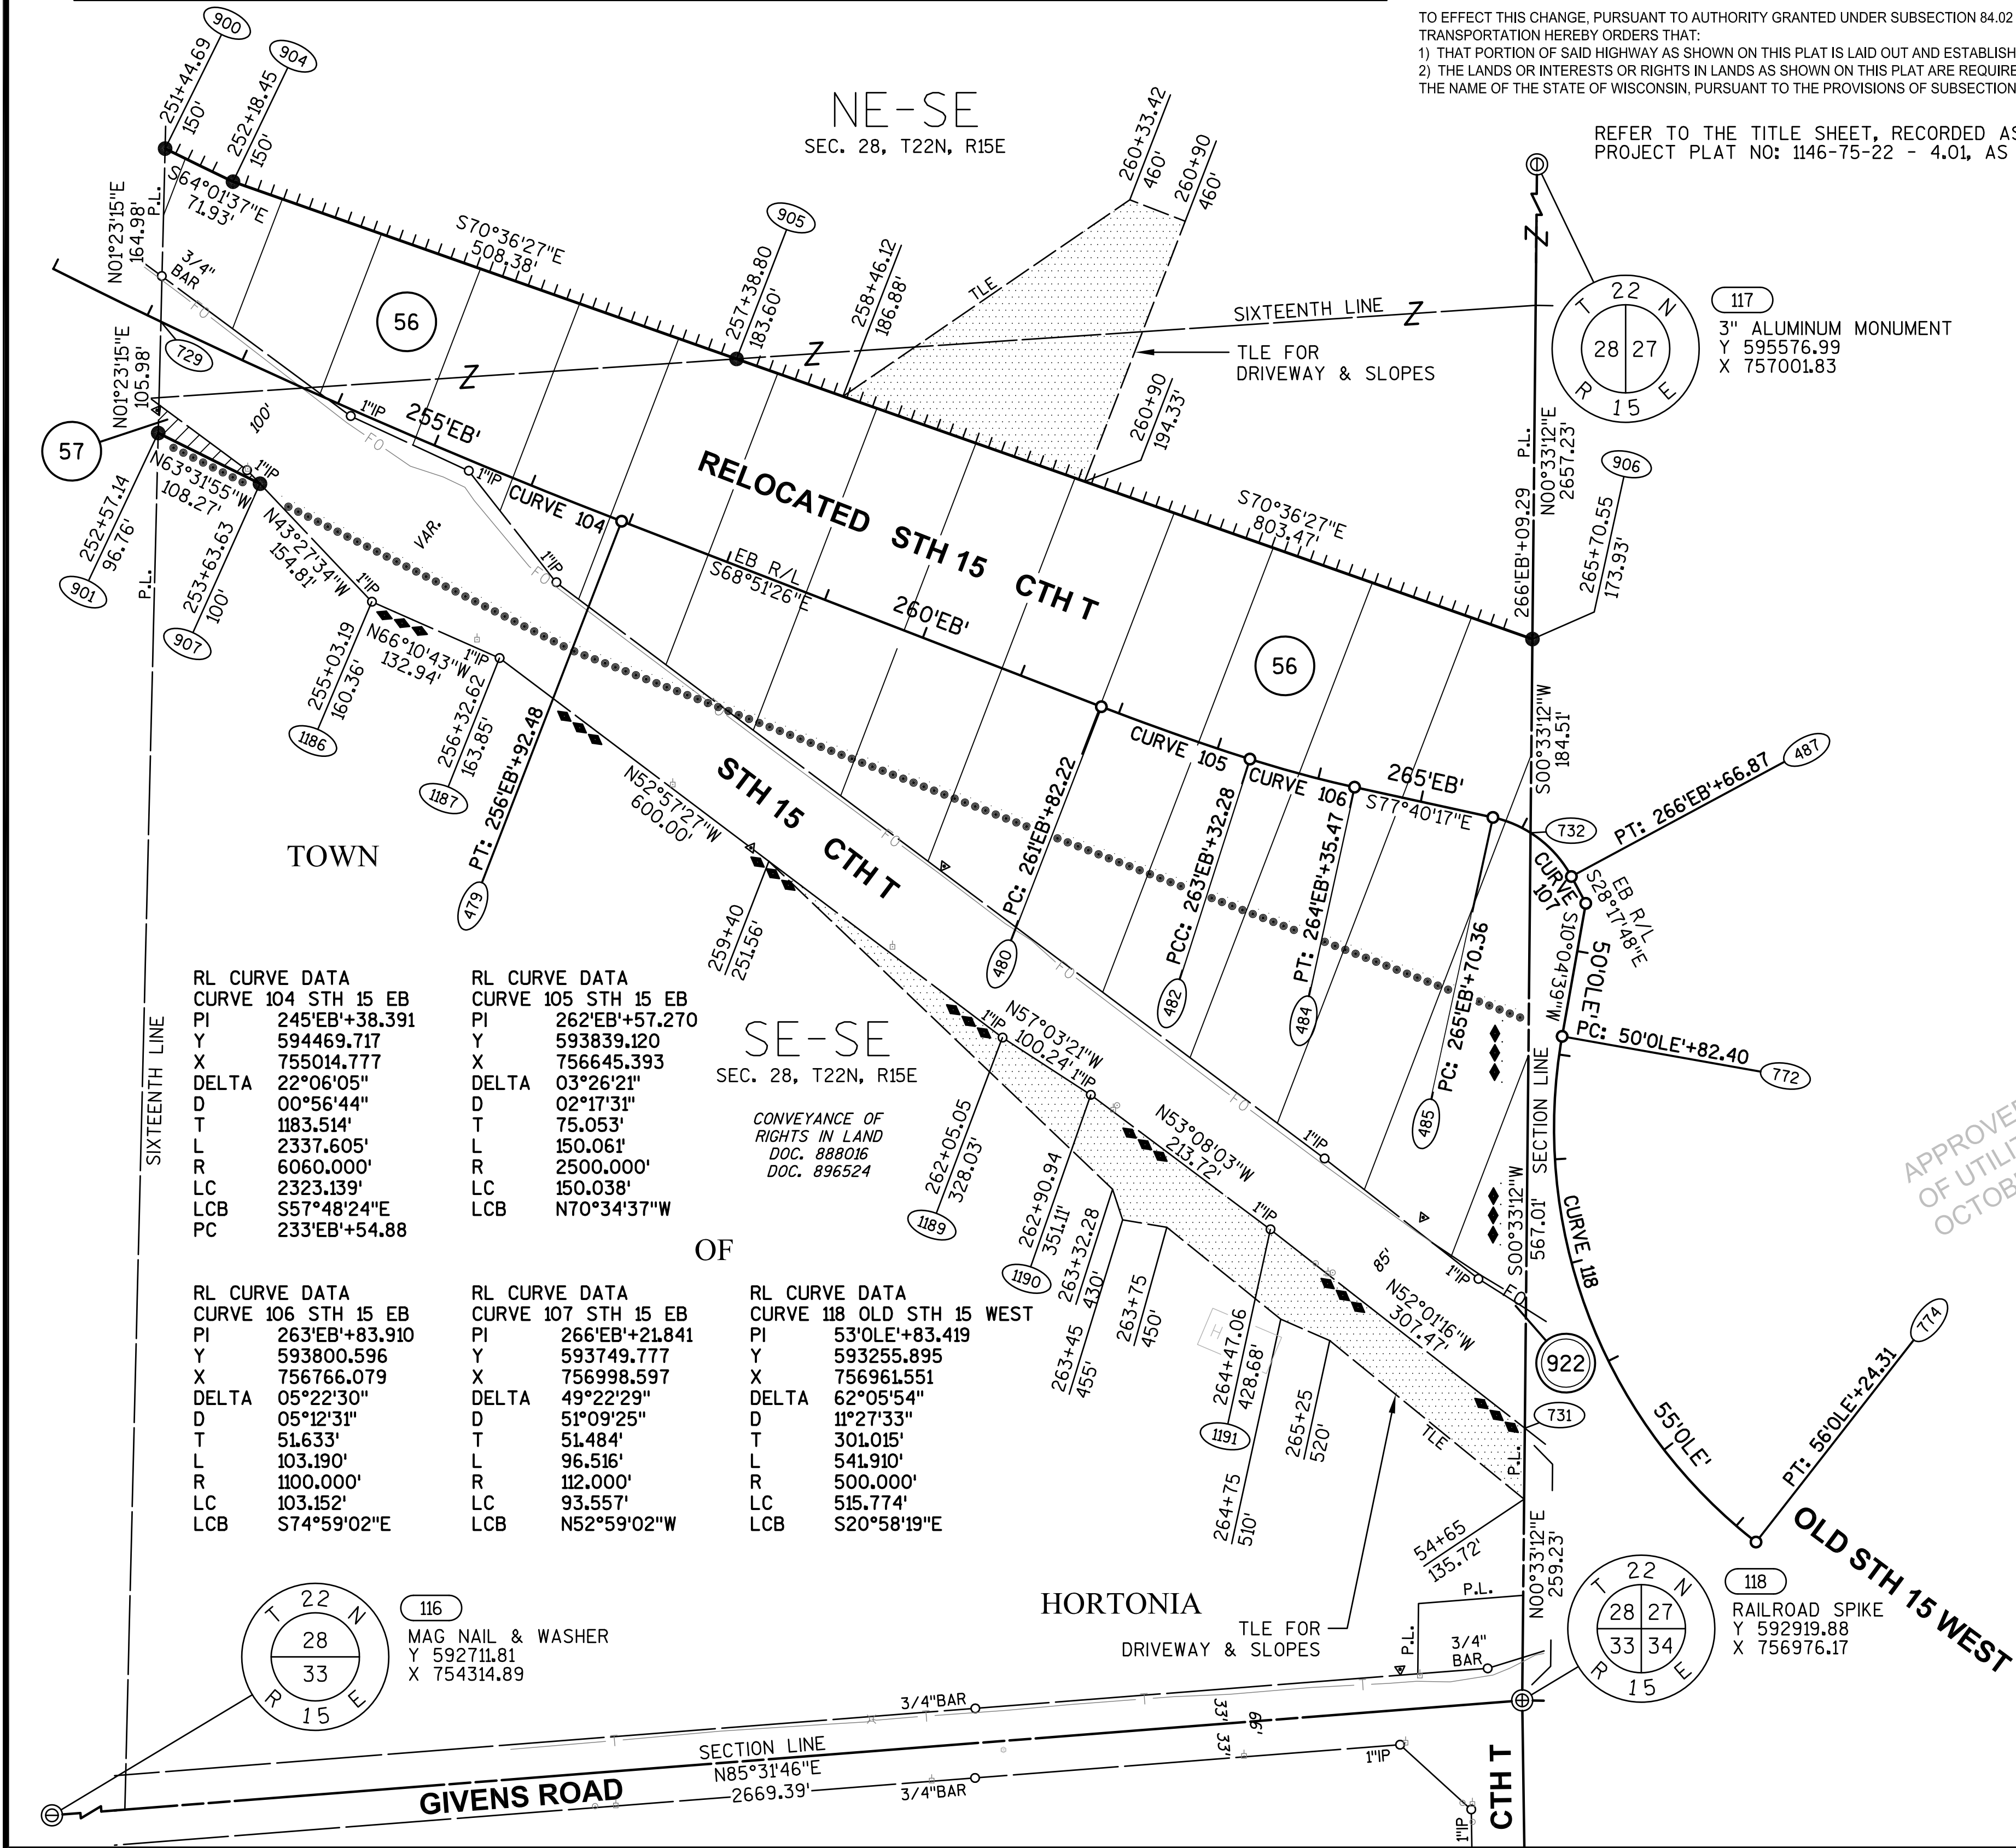 TO EFFECT THIS CHANGE, PURSUANT TO AUTHORITY GRANTED UNDER SUBSECTION 84.02
TRANSPORTATION HEREBY ORDERS THAT:
1) THAT PORTION OF SAID HIGHWAY AS SHOWN ON THIS PLAT IS LAID OUT AND ESTABLISH
2) THE LANDS OR INTERESTS OR RIGHTS IN LANDS AS SHOWN ON THIS PLAT ARE REQUIRE
THE NAME OF THE STATE OF WISCONSIN, PURSUANT TO THE PROVISIONS OF SUBSECTION
REFER TO THE TITLE SHEET, RECORDED AS
PROJECT PLAT NO: 1146-75-22 - 4.01, AS
900
251+44.69
150'
904
252+18.45
150'
NE-SE
SEC. 28, T22N, R15E
260+33.42
460'
260+90
460'
S64°01'37"E
71.93'
N01°23'15"E
164.98'
P.L.
3/4"
BAR
FO
S70°36'27"E
508.38'
905
257+38.80
183.60'
258+46.12
186.88'
TLE
SIXTEENTH LINE
Z
Z
Z
Z
TLE FOR
DRIVEWAY & SLOPES
T 22 N
28 27
R 15 E
117
3" ALUMINUM MONUMENT
Y 595576.99
X 757001.83
56
729
N01°23'15"E
105.98'
100'
57
1"IP
255'EB'
FO
1"IP
CURVE 104
260+90
194.33'
P.L.
N00°33'12"E
2657.23'
906
266'EB'+09.29
265+70.55
173.93'
S70°36'27"E
803.47'
RELOCATED STH 15 CTH T
N63°31'55"W
108.27'
1"IP
252+57.14
96.76'
901
253+63.63
100'
907
P.L.
N43°27'34"W
154.81'
VAR.
1"IP
1"IP
FO
EB R/L
S68°51'26"E
260'EB'
56
N66°10'43"W
132.94'
1"IP
255+03.19
160.36'
1186
256+32.62
163.85'
1187
PT: 256'EB'+92.48
479
N52°57'27"W
600.00'
STH 15 CTH T
FO
CURVE 105
CURVE 106
265'EB'
S77°40'17"E
S00°33'12"W
184.51'
732
PT: 266'EB'+66.87
487
CURVE
107
EB R/L
S28°17'48"E
S10°04'39"W
50'OLE'
PC: 50'OLE'+82.40
772
PC: 261'EB'+82.22
480
PCC: 263'EB'+32.28
482
PT: 264'EB'+35.47
484
PC: 265'EB'+70.36
485
TOWN
259+40
251.56'
RL CURVE DATA
CURVE 104 STH 15 EB
PI 245'EB'+38.391
Y 594469.717
X 755014.777
DELTA 22°06'05"
D 00°56'44"
T 1183.514'
L 2337.605'
R 6060.000'
LC 2323.139'
LCB S57°48'24"E
PC 233'EB'+54.88
RL CURVE DATA
CURVE 105 STH 15 EB
PI 262'EB'+57.270
Y 593839.120
X 756645.393
DELTA 03°26'21"
D 02°17'31"
T 75.053'
L 150.061'
R 2500.000'
LC 150.038'
LCB N70°34'37"W
SE-SE
SEC. 28, T22N, R15E
CONVEYANCE OF
RIGHTS IN LAND
DOC. 888016
DOC. 896524
1"IP
N57°03'21"W
100.24'
1"IP
FO
FO
N53°08'03"W
213.72'
1"IP
262+05.05
328.03'
1189
262+90.94
351.11'
1190
263+32.28
430'
263+45
455'
263+75
450'
1"IP
85'
N52°01'16"W
307.47'
1"IP
FO
S00°33'12"W
567.01'
SECTION LINE
CURVE 118
APPROVE
OF UTILIT
OCTOB
SIXTEENTH LINE
OF
RL CURVE DATA
CURVE 106 STH 15 EB
PI 263'EB'+83.910
Y 593800.596
X 756766.079
DELTA 05°22'30"
D 05°12'31"
T 51.633'
L 103.190'
R 1100.000'
LC 103.152'
LCB S74°59'02"E
RL CURVE DATA
CURVE 107 STH 15 EB
PI 266'EB'+21.841
Y 593749.777
X 756998.597
DELTA 49°22'29"
D 51°09'25"
T 51.484'
L 96.516'
R 112.000'
LC 93.557'
LCB N52°59'02"W
RL CURVE DATA
CURVE 118 OLD STH 15 WEST
PI 53'OLE'+83.419
Y 593255.895
X 756961.551
DELTA 62°05'54"
D 11°27'33"
T 301.015'
L 541.910'
R 500.000'
LC 515.774'
LCB S20°58'19"E
H
264+47.06
428.68'
1191
264+75
510'
265+25
520'
922
731
TLE
P.L.
55'OLE'
PT: 56'OLE'+24.31
774
OLD STH 15 WEST
54+65
135.72'
N00°33'12"E
259.23'
P.L.
P.L.
T 22 N
28
33
R 15 E
116
MAG NAIL & WASHER
Y 592711.81
X 754314.89
HORTONIA
TLE FOR
DRIVEWAY & SLOPES
3/4"
BAR
T 22 N
28 27
33 34
R 15 E
118
RAILROAD SPIKE
Y 592919.88
X 756976.17
3/4"BAR
T T T T
33' 66'
33'
SECTION LINE
N85°31'46"E
2669.39'
GIVENS ROAD
3/4"BAR
1"IP
1"IP
CTH T